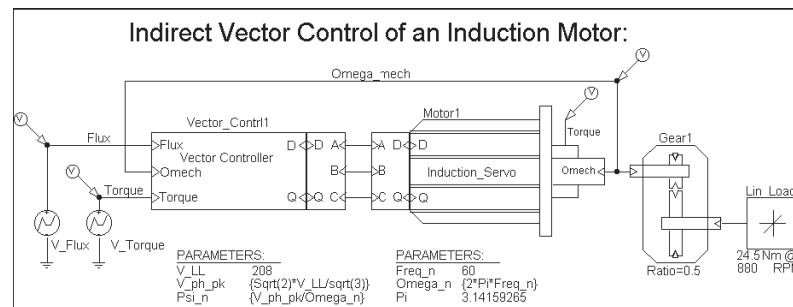 Indirect Vector Control of an Induction Motor:
V
Omega_mech
V
V
Vector_Contrl1
Motor1
Flux
Torque
Gear1
Flux
D D
A A
D D
Vector Controller
V
Omech
B B
Induction_Servo
Omech
Torque
Torque
Q Q
C C
Q Q
Lin_Load
V_Flux
V_Torque
PARAMETERS:
V_LL 208
V_ph_pk {Sqrt(2)*V_LL/sqrt(3)}
Psi_n {V_ph_pk/Omega_n}
PARAMETERS:
Freq_n 60
Omega_n {2*Pi*Freq_n}
Pi 3.14159265
Ratio=0.5
24.5 Nm @
880 RP